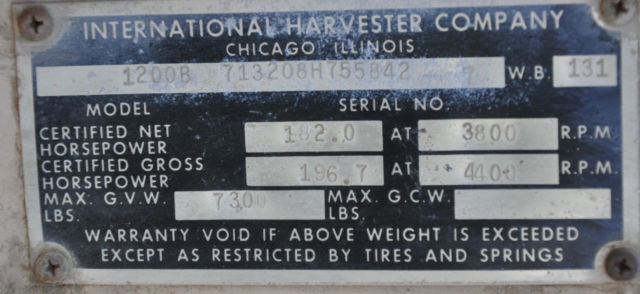 INTERNATIONAL HARVESTER COMPANY
CHICAGO ILLINOIS
1200B 713208H755842 7 W.B. 131
MODEL SERIAL NO.
CERTIFIED NET HORSEPOWER 182.0 AT 3800 R.P.M.
CERTIFIED GROSS HORSEPOWER 196.7 AT 4400 R.P.M.
MAX. G.V.W. LBS. 7300 MAX. G.C.W. LBS.
WARRANTY VOID IF ABOVE WEIGHT IS EXCEEDED
EXCEPT AS RESTRICTED BY TIRES AND SPRINGS